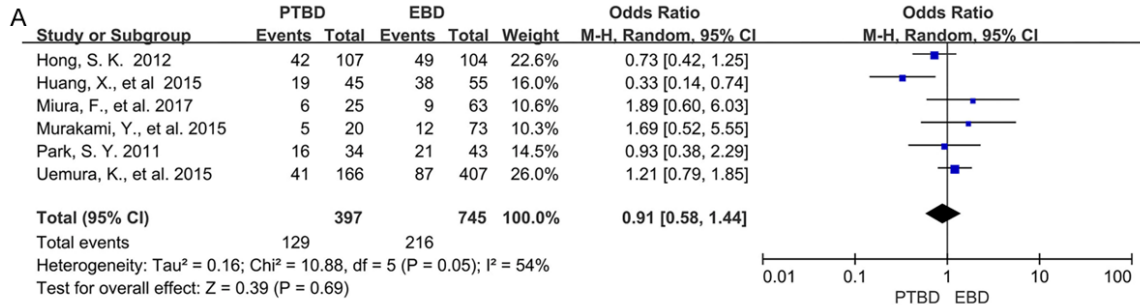 A
PTBD EBD Odds Ratio Odds Ratio
Study or Subgroup Events Total Events Total Weight M-H, Random, 95% CI M-H, Random, 95% CI
Hong, S. K. 2012 42 107 49 104 22.6% 0.73 [0.42, 1.25]
Huang, X., et al 2015 19 45 38 55 16.0% 0.33 [0.14, 0.74]
Miura, F., et al. 2017 6 25 9 63 10.6% 1.89 [0.60, 6.03]
Murakami, Y., et al. 2015 5 20 12 73 10.3% 1.69 [0.52, 5.55]
Park, S. Y. 2011 16 34 21 43 14.5% 0.93 [0.38, 2.29]
Uemura, K., et al. 2015 41 166 87 407 26.0% 1.21 [0.79, 1.85]
Total (95% CI) 397 745 100.0% 0.91 [0.58, 1.44]
Total events 129 216
Heterogeneity: Tau² = 0.16; Chi² = 10.88, df = 5 (P = 0.05); I² = 54%
Test for overall effect: Z = 0.39 (P = 0.69)
0.01 0.1 1 10 100
PTBD EBD